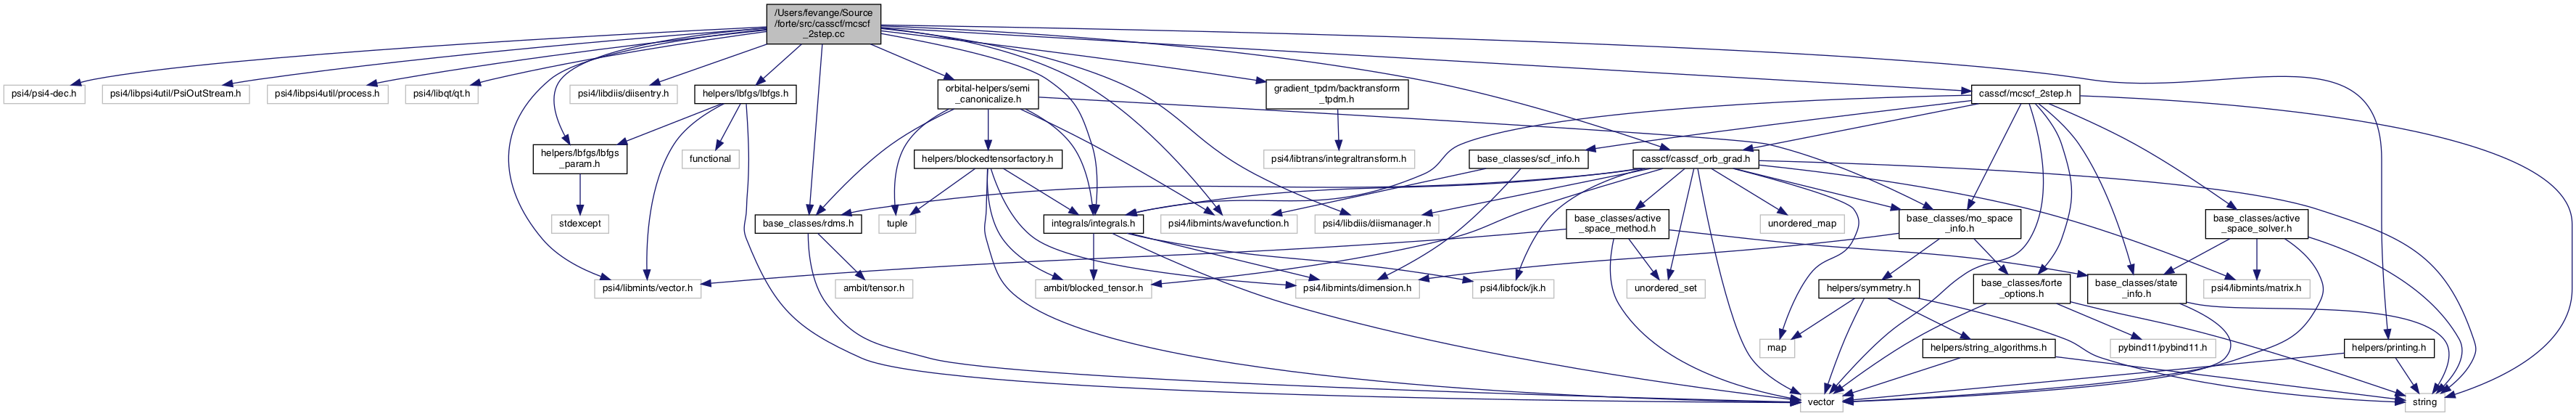 /Users/fevange/Source
/forte/src/casscf/mcscf
_2step.cc
psi4/psi4-dec.h
psi4/libpsi4util/PsiOutStream.h
psi4/libpsi4util/process.h
psi4/libqt/qt.h
psi4/libdiis/diisentry.h
helpers/lbfgs/lbfgs.h
orbital-helpers/semi
_canonicalize.h
gradient_tpdm/backtransform
_tpdm.h
casscf/mcscf_2step.h
helpers/lbfgs/lbfgs
_param.h
functional
helpers/blockedtensorfactory.h
psi4/libtrans/integraltransform.h
base_classes/scf_info.h
casscf/casscf_orb_grad.h
stdexcept
base_classes/rdms.h
tuple
integrals/integrals.h
psi4/libmints/wavefunction.h
psi4/libdiis/diismanager.h
base_classes/active
_space_method.h
unordered_map
base_classes/mo_space
_info.h
base_classes/active
_space_solver.h
psi4/libmints/vector.h
ambit/tensor.h
ambit/blocked_tensor.h
psi4/libmints/dimension.h
psi4/libfock/jk.h
unordered_set
helpers/symmetry.h
base_classes/forte
_options.h
base_classes/state
_info.h
psi4/libmints/matrix.h
map
helpers/string_algorithms.h
pybind11/pybind11.h
helpers/printing.h
vector
string